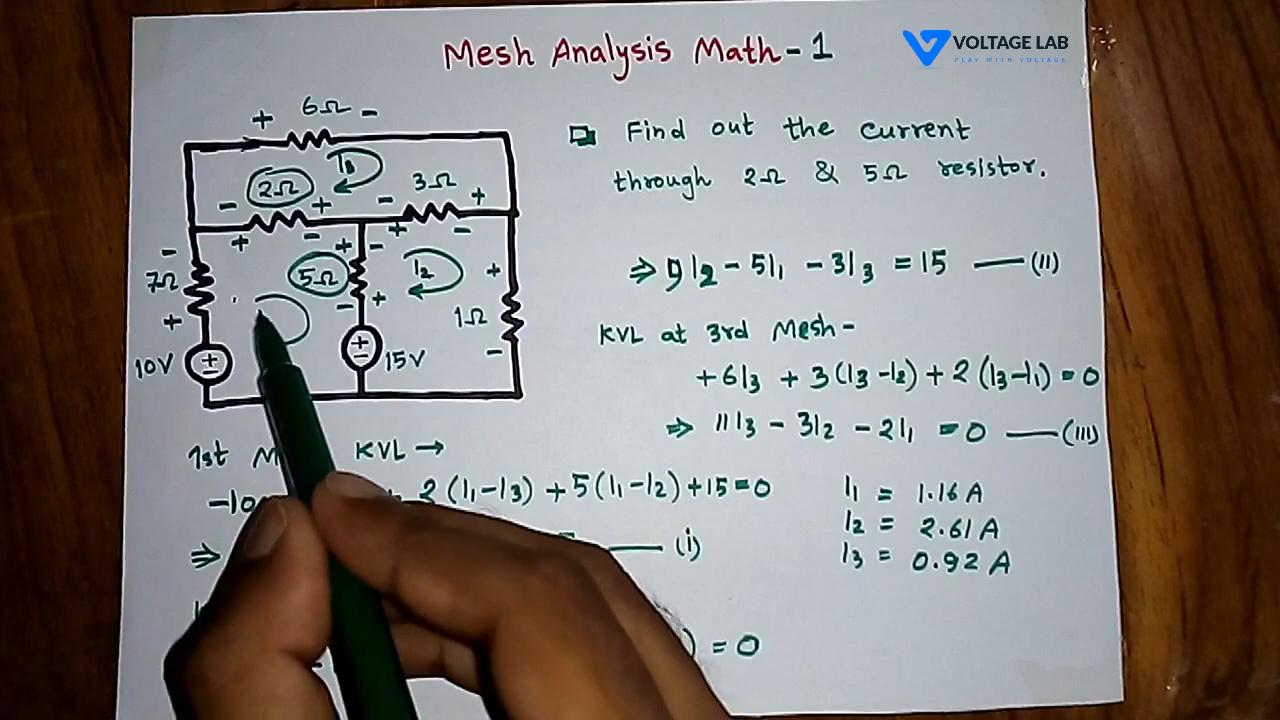 Mesh Analysis Math-1
VOLTAGE LAB
PLAY WITH VOLTAGE
+ 6Ω -
I3
2Ω
3Ω
- + - +
+ - + -
- + -
7Ω
5Ω
I2
+
- +
+
1Ω
-
10V
+ -
+ -
15V
□ Find out the current
through 2Ω & 5Ω resistor.
⇒ 9I2 - 5I1 - 3I3 = 15 —(II)
KVL at 3rd Mesh-
+6I3 + 3(I3-I2) + 2(I3-I1) = 0
⇒ 11I3 - 3I2 - 2I1 = 0 —(III)
1st KVL →
2(I1-I3) + 5(I1-I2) + 15 = 0
⇒ —(i)
) = 0
I1 = 1.16 A
I2 = 2.61 A
I3 = 0.92 A